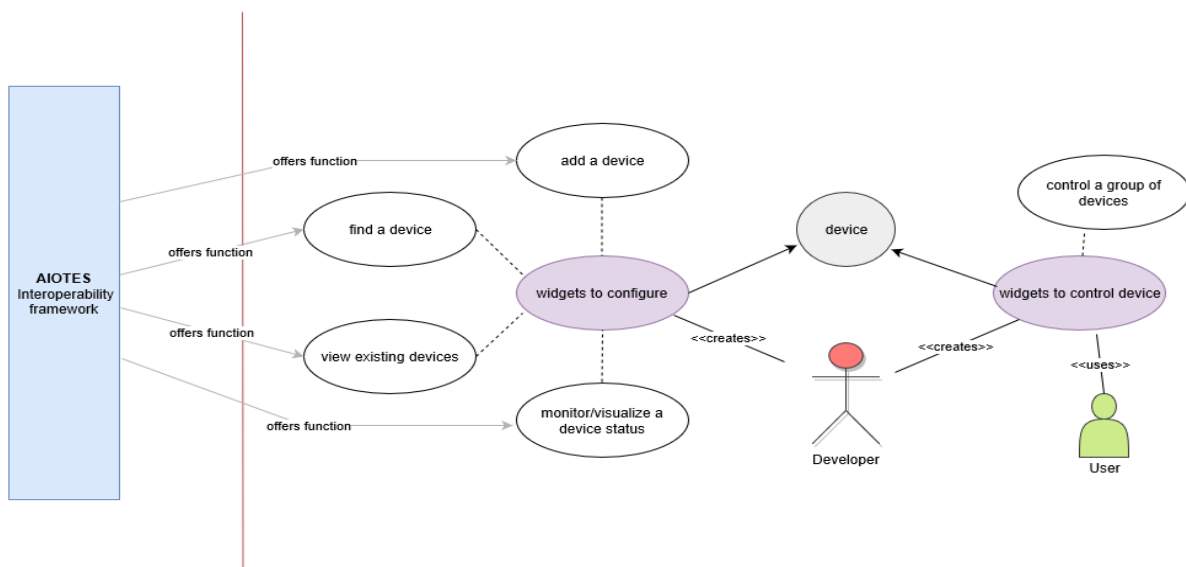 AIOTES
Interoperability
framework
offers function
offers function
offers function
offers function
add a device
find a device
view existing devices
monitor/visualize a
device status
widgets to configure
device
<<creates>>
<<creates>>
Developer
control a group of
devices
widgets to control device
<<uses>>
User